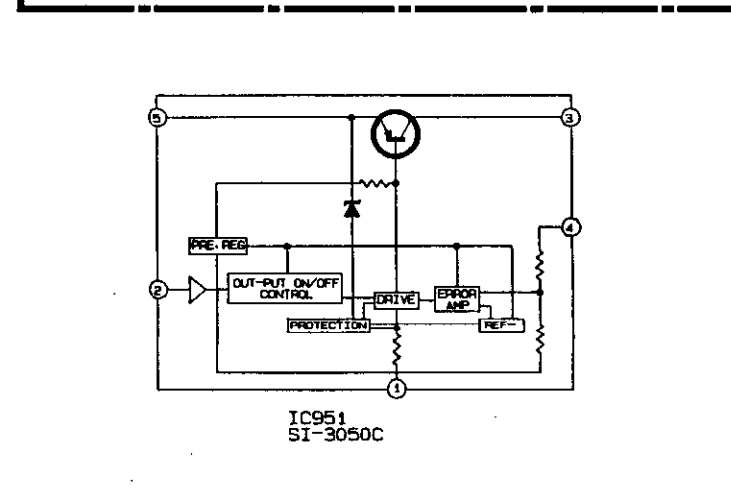 5
3
4
PRE.REG
2
OUT-PUT ON/OFF
CONTROL
DRIVE
ERROR
AMP
PROTECTION
REF-
1
IC951
SI-3050C